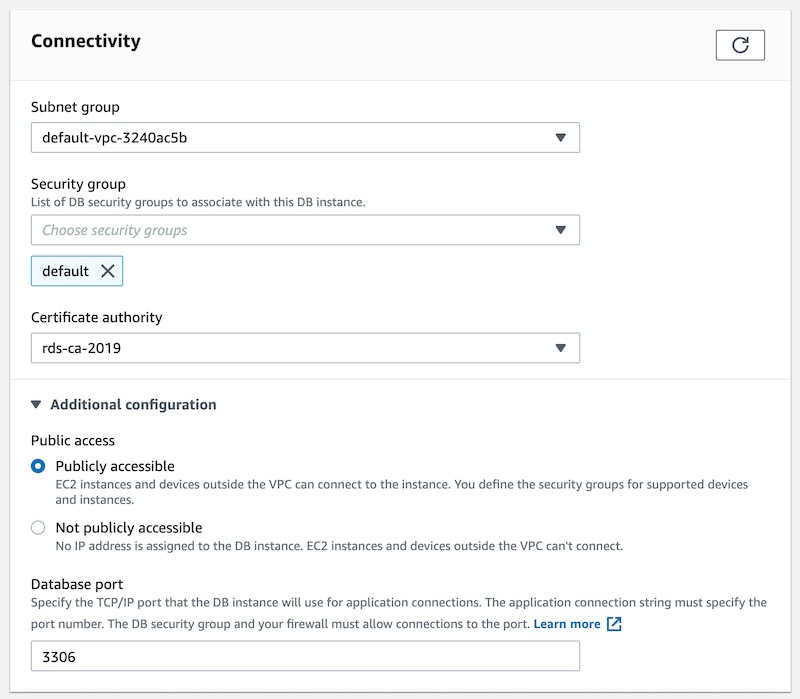 Connectivity
Subnet group
default-vpc-3240ac5b
Security group
List of DB security groups to associate with this DB instance.
Choose security groups
default
Certificate authority
rds-ca-2019
Additional configuration
Public access
Publicly accessible
EC2 instances and devices outside the VPC can connect to the instance. You define the security groups for supported devices
and instances.
Not publicly accessible
No IP address is assigned to the DB instance. EC2 instances and devices outside the VPC can't connect.
Database port
Specify the TCP/IP port that the DB instance will use for application connections. The application connection string must specify the
port number. The DB security group and your firewall must allow connections to the port. Learn more
3306